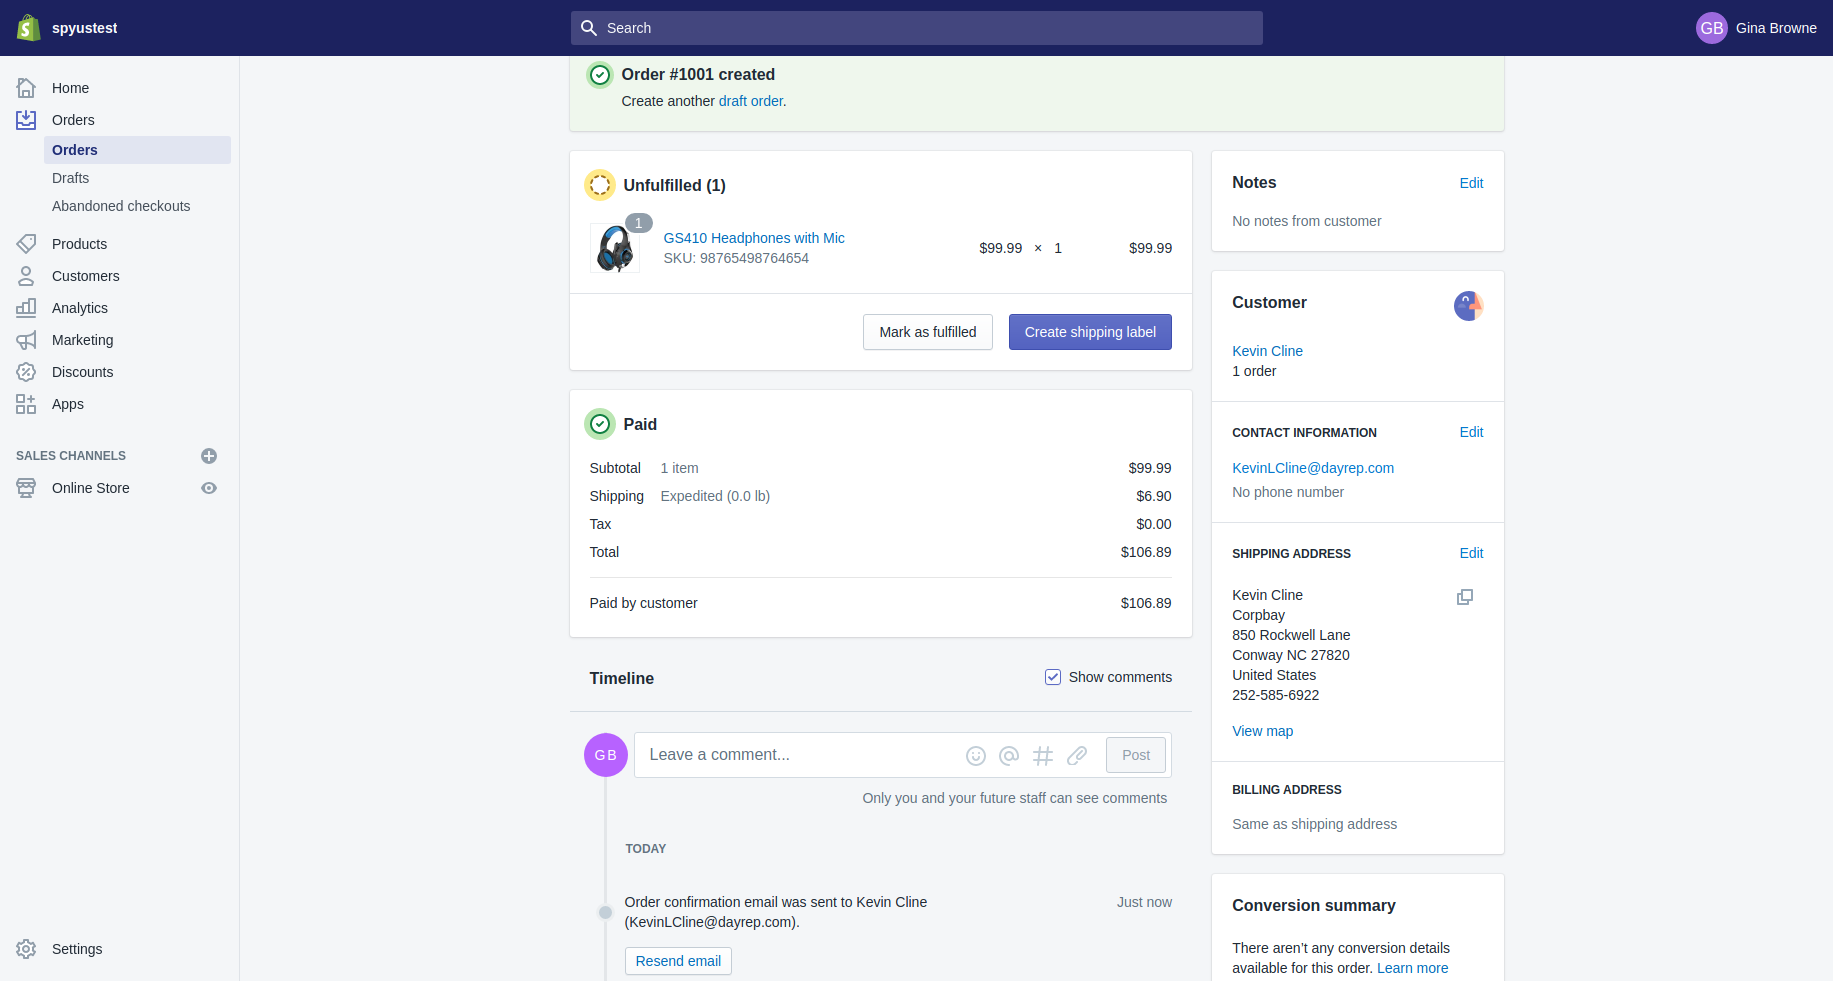 spyustest
Search
GB Gina Browne
Home
Orders
Orders
Drafts
Abandoned checkouts
Products
Customers
Analytics
Marketing
Discounts
Apps
SALES CHANNELS
Online Store
Settings
Order #1001 created
Create another draft order.
Unfulfilled (1)
1
GS410 Headphones with Mic
SKU: 98765498764654
$99.99 × 1 $99.99
Mark as fulfilled Create shipping label
Paid
Subtotal 1 item $99.99
Shipping Expedited (0.0 lb) $6.90
Tax $0.00
Total $106.89
Paid by customer $106.89
Timeline Show comments
GB Leave a comment... Post
Only you and your future staff can see comments
TODAY
Order confirmation email was sent to Kevin Cline Just now
(KevinLCline@dayrep.com).
Resend email
Notes Edit
No notes from customer
Customer
Kevin Cline
1 order
CONTACT INFORMATION Edit
KevinLCline@dayrep.com
No phone number
SHIPPING ADDRESS Edit
Kevin Cline
Corpbay
850 Rockwell Lane
Conway NC 27820
United States
252-585-6922
View map
BILLING ADDRESS
Same as shipping address
Conversion summary
There aren’t any conversion details
available for this order. Learn more